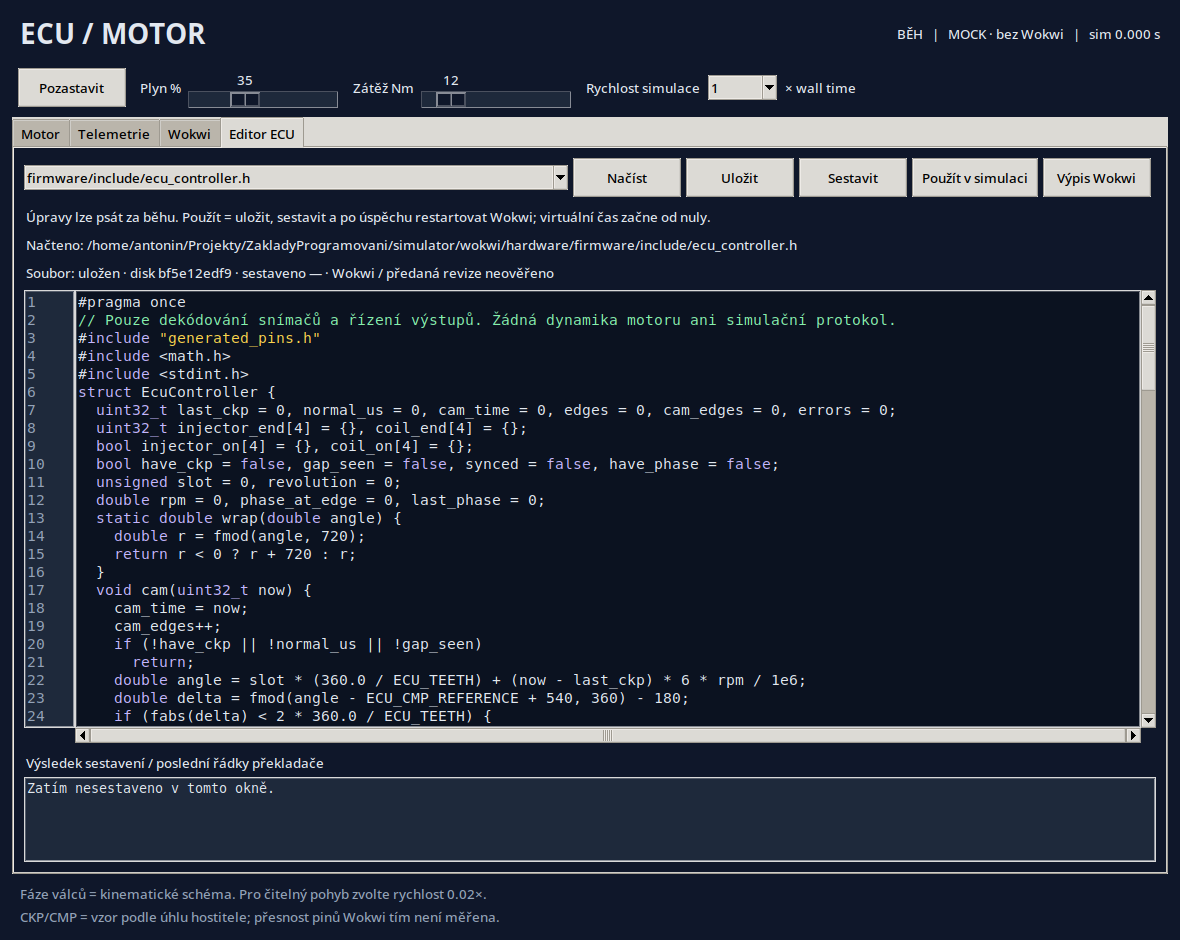 ECU / MOTOR
BĚH | MOCK · bez Wokwi | sim 0.000 s
Pozastavit Plyn % 35 Zátěž Nm 12 Rychlost simulace 1 × wall time
Motor Telemetrie Wokwi Editor ECU
firmware/include/ecu_controller.h Načíst Uložit Sestavit Použít v simulaci Výpis Wokwi
Úpravy lze psát za běhu. Použít = uložit, sestavit a po úspěchu restartovat Wokwi; virtuální čas začne od nuly.
Načteno: /home/antonin/Projekty/ZakladyProgramovani/simulator/wokwi/hardware/firmware/include/ecu_controller.h
Soubor: uložen · disk bf5e12edf9 · sestaveno — · Wokwi / předaná revize neověřeno
1 #pragma once
2 // Pouze dekódování snímačů a řízení výstupů. Žádná dynamika motoru ani simulační protokol.
3 #include "generated_pins.h"
4 #include <math.h>
5 #include <stdint.h>
6 struct EcuController {
7   uint32_t last_ckp = 0, normal_us = 0, cam_time = 0, edges = 0, cam_edges = 0, errors = 0;
8   uint32_t injector_end[4] = {}, coil_end[4] = {};
9   bool injector_on[4] = {}, coil_on[4] = {};
10   bool have_ckp = false, gap_seen = false, synced = false, have_phase = false;
11   unsigned slot = 0, revolution = 0;
12   double rpm = 0, phase_at_edge = 0, last_phase = 0;
13   static double wrap(double angle) {
14     double r = fmod(angle, 720);
15     return r < 0 ? r + 720 : r;
16   }
17   void cam(uint32_t now) {
18     cam_time = now;
19     cam_edges++;
20     if (!have_ckp || !normal_us || !gap_seen)
21       return;
22     double angle = slot * (360.0 / ECU_TEETH) + (now - last_ckp) * 6 * rpm / 1e6;
23     double delta = fmod(angle - ECU_CMP_REFERENCE + 540, 360) - 180;
24     if (fabs(delta) < 2 * 360.0 / ECU_TEETH) {
Výsledek sestavení / poslední řádky překladače
Zatím nesestaveno v tomto okně.
Fáze válců = kinematické schéma. Pro čitelný pohyb zvolte rychlost 0.02×.
CKP/CMP = vzor podle úhlu hostitele; přesnost pinů Wokwi tím není měřena.